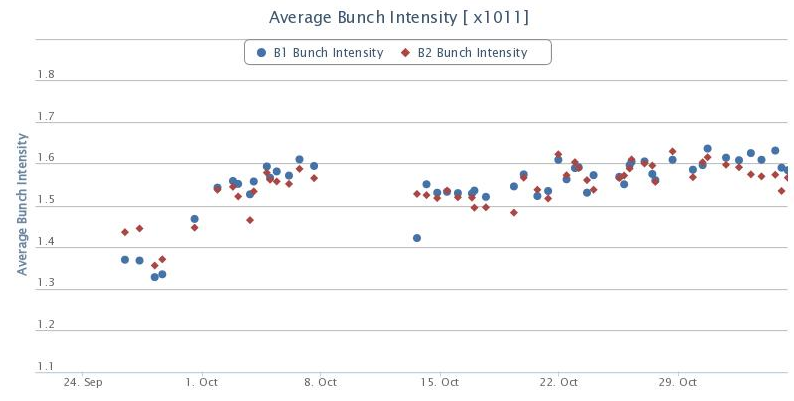 Average Bunch Intensity [ x1011]
B1 Bunch Intensity
B2 Bunch Intensity
Average Bunch Intensity
1.8
1.7
1.6
1.5
1.4
1.3
1.2
1.1
24. Sep
1. Oct
8. Oct
15. Oct
22. Oct
29. Oct